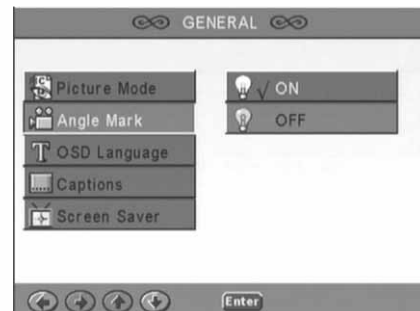 GENERAL
Picture Mode
Angle Mark
OSD Language
Captions
Screen Saver
√ ON
OFF
Enter